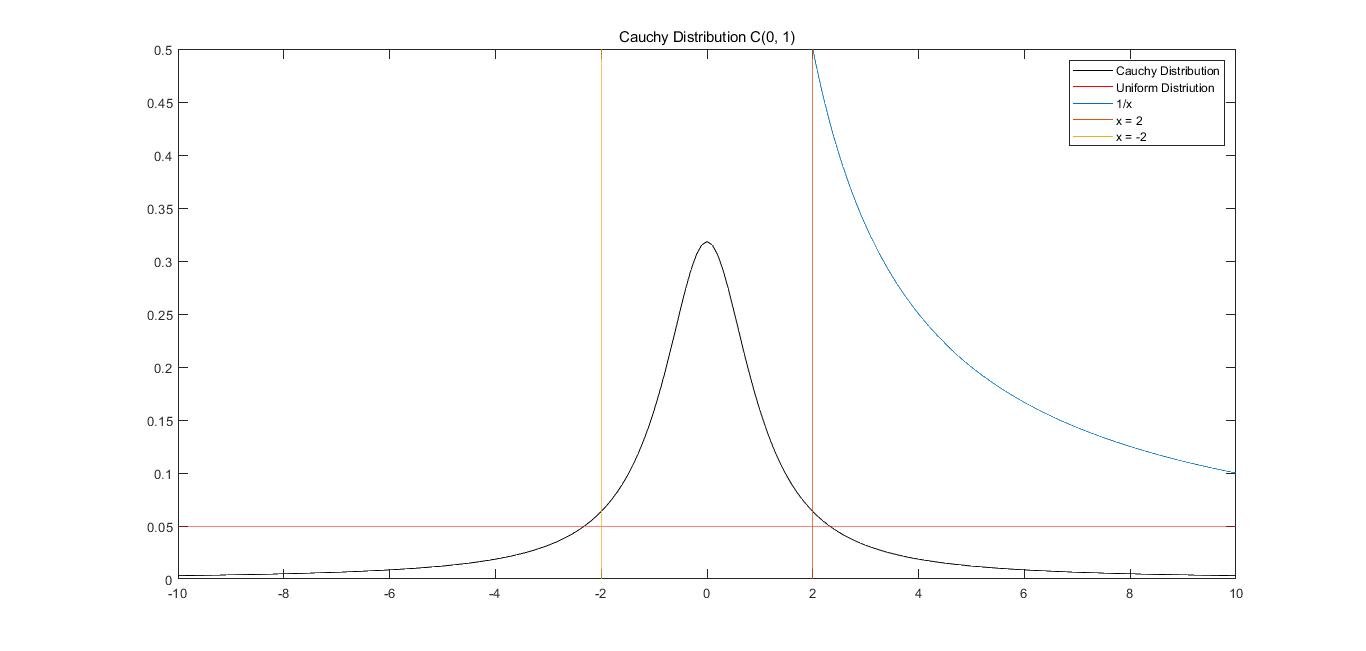 Cauchy Distribution C(0, 1)
0.5
0.45
0.4
0.35
0.3
0.25
0.2
0.15
0.1
0.05
0
Cauchy Distribution
Uniform Distriution
1/x
x = 2
x = -2
-10 -8 -6 -4 -2 0 2 4 6 8 10